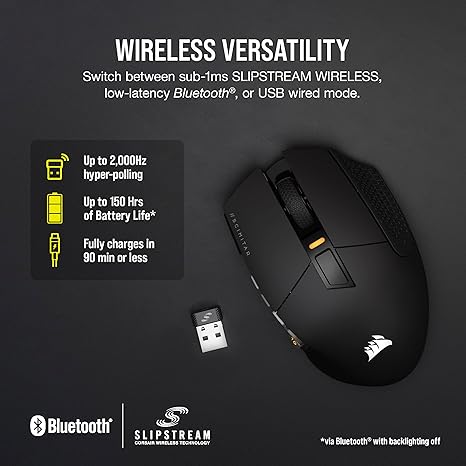 WIRELESS VERSATILITY
Switch between sub-1ms SLIPSTREAM WIRELESS,
low-latency Bluetooth®, or USB wired mode.
Up to 2,000Hz
hyper-polling
Up to 150 Hrs
of Battery Life*
Fully charges in
90 min or less
SCIMITAR
Bluetooth®
SLIPSTREAM
CORSAIR WIRELESS TECHNOLOGY
*via Bluetooth® with backlighting off